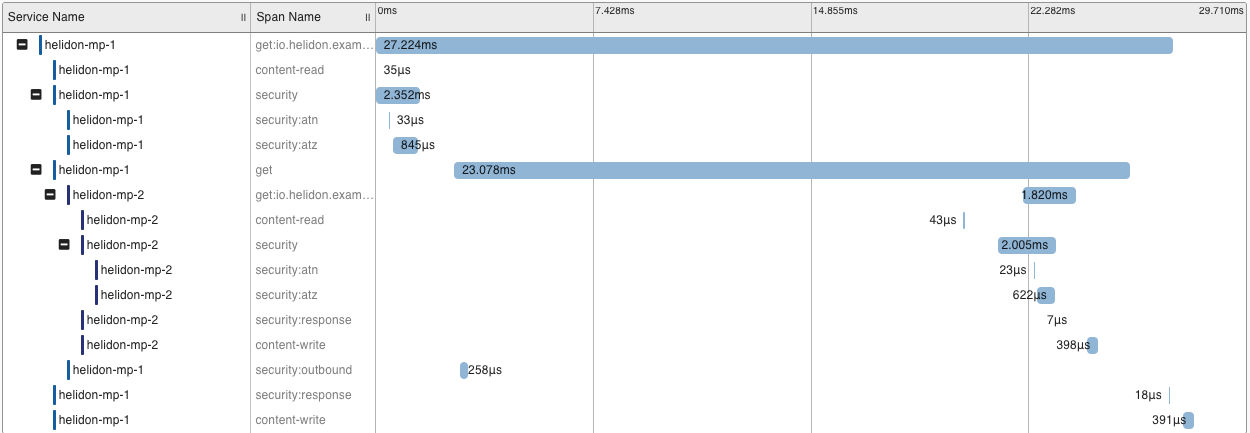 Service Name Span Name 0ms 7.428ms 14.855ms 22.282ms 29.710ms
helidon-mp-1 get:io.helidon.exam... 27.224ms
helidon-mp-1 content-read 35μs
helidon-mp-1 security 2.352ms
helidon-mp-1 security:atn 33μs
helidon-mp-1 security:atz 845μs
helidon-mp-1 get 23.078ms
helidon-mp-2 get:io.helidon.exam... 1.820ms
helidon-mp-2 content-read 43μs
helidon-mp-2 security 2.005ms
helidon-mp-2 security:atn 23μs
helidon-mp-2 security:atz 622μs
helidon-mp-2 security:response 7μs
helidon-mp-2 content-write 398μs
helidon-mp-1 security:outbound 258μs
helidon-mp-1 security:response 18μs
helidon-mp-1 content-write 391μs